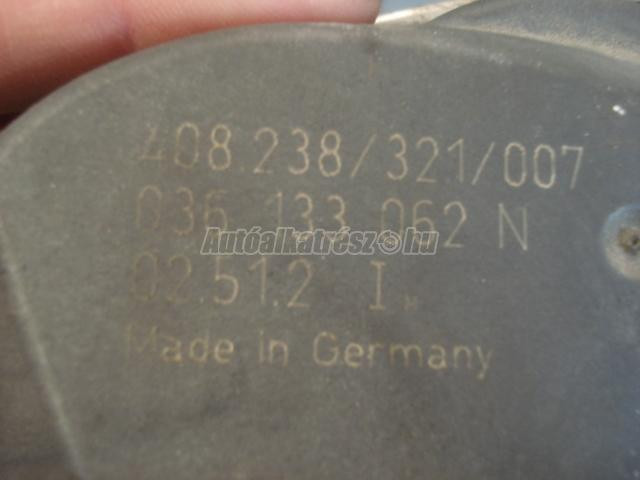 408.238/321/007
036 133 062 N
Autóalkatrész.hu
02.51.2 I
Made in Germany